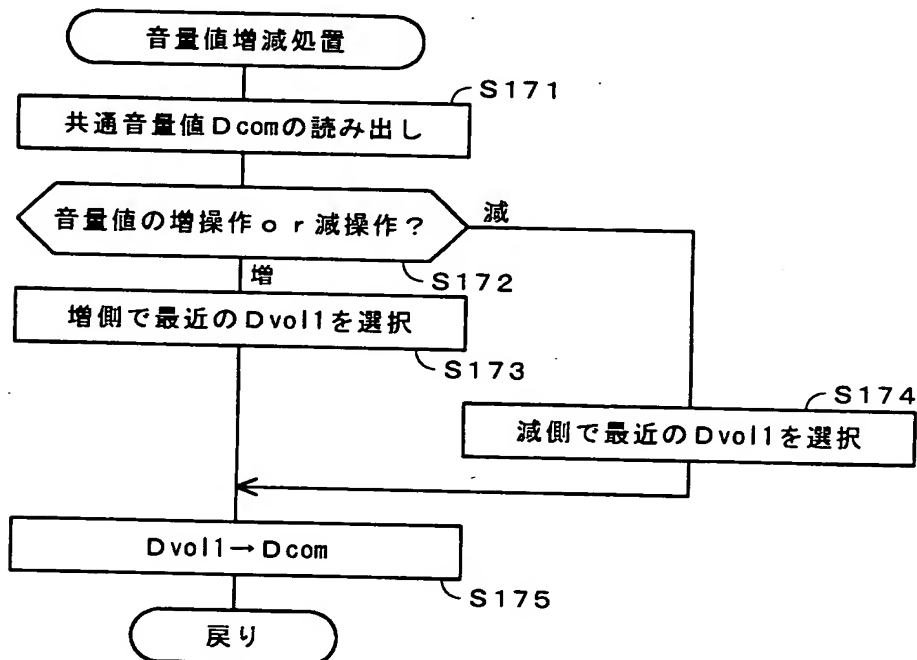 音量値増減処置
S171
共通音量値Dcomの読み出し
音量値の増操作or減操作?
減
S172
増
増側で最近のDvol1を選択
S173
S174
減側で最近のDvol1を選択
Dvol1→Dcom
S175
戻り